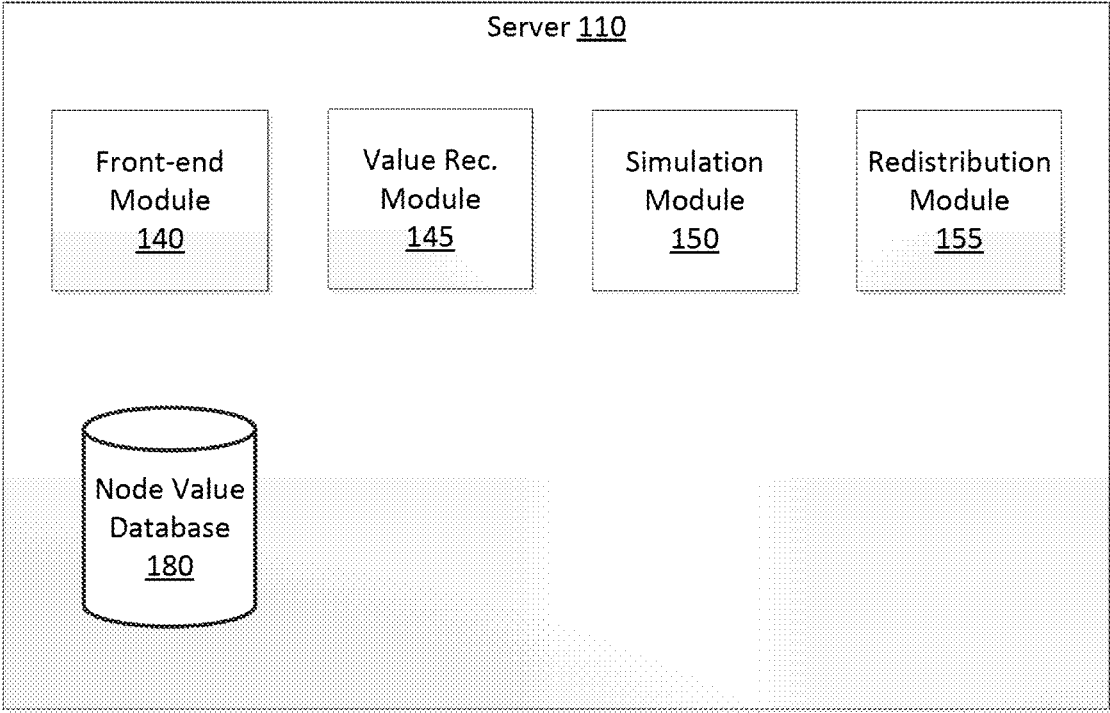 Server 110
Front-end
Module
140
Value Rec.
Module
145
Simulation
Module
150
Redistribution
Module
155
Node Value
Database
180